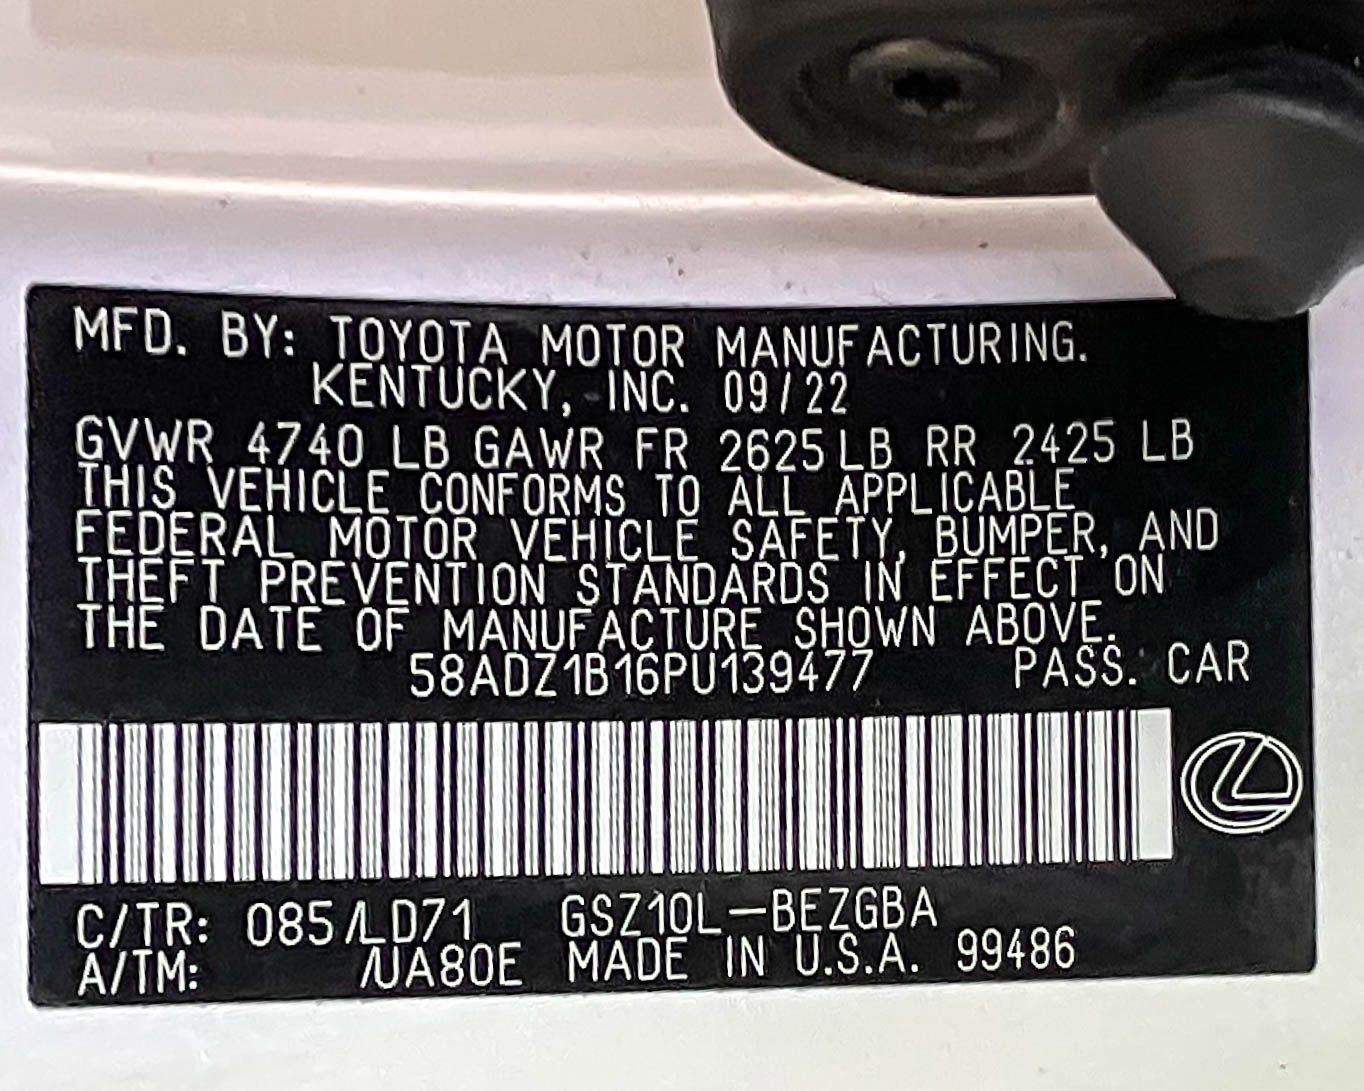 MFD. BY: TOYOTA MOTOR MANUFACTURING.
KENTUCKY, INC. 09/22
GVWR 4740 LB GAWR FR 2625 LB RR 2425 LB
THIS VEHICLE CONFORMS TO ALL APPLICABLE
FEDERAL MOTOR VEHICLE SAFETY, BUMPER, AND
THEFT PREVENTION STANDARDS IN EFFECT ON
THE DATE OF MANUFACTURE SHOWN ABOVE.
58ADZ1B16PU139477 PASS. CAR
C/TR: 085/LD71 GSZ10L-BEZGBA
A/TM: /UA80E MADE IN U.S.A. 99486